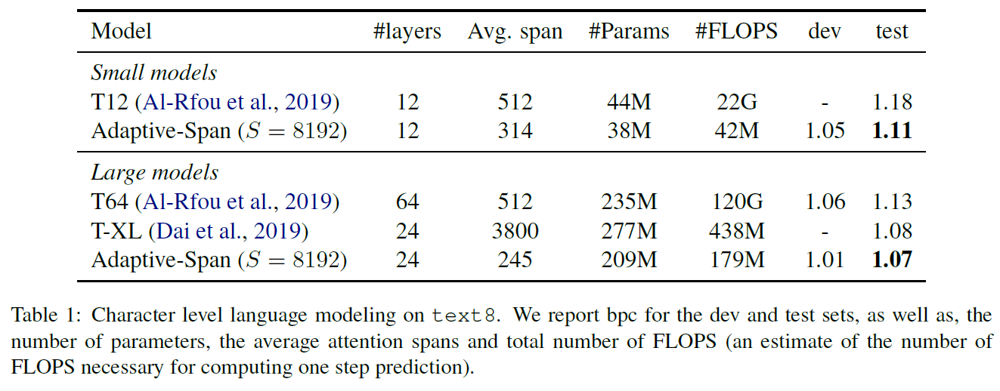 Model #layers Avg. span #Params #FLOPS dev test
Small models
T12 (Al-Rfou et al., 2019) 12 512 44M 22G - 1.18
Adaptive-Span (S = 8192) 12 314 38M 42M 1.05 1.11
Large models
T64 (Al-Rfou et al., 2019) 64 512 235M 120G 1.06 1.13
T-XL (Dai et al., 2019) 24 3800 277M 438M - 1.08
Adaptive-Span (S = 8192) 24 245 209M 179M 1.01 1.07
Table 1: Character level language modeling on text8. We report bpc for the dev and test sets, as well as, the
number of parameters, the average attention spans and total number of FLOPS (an estimate of the number of
FLOPS necessary for computing one step prediction).